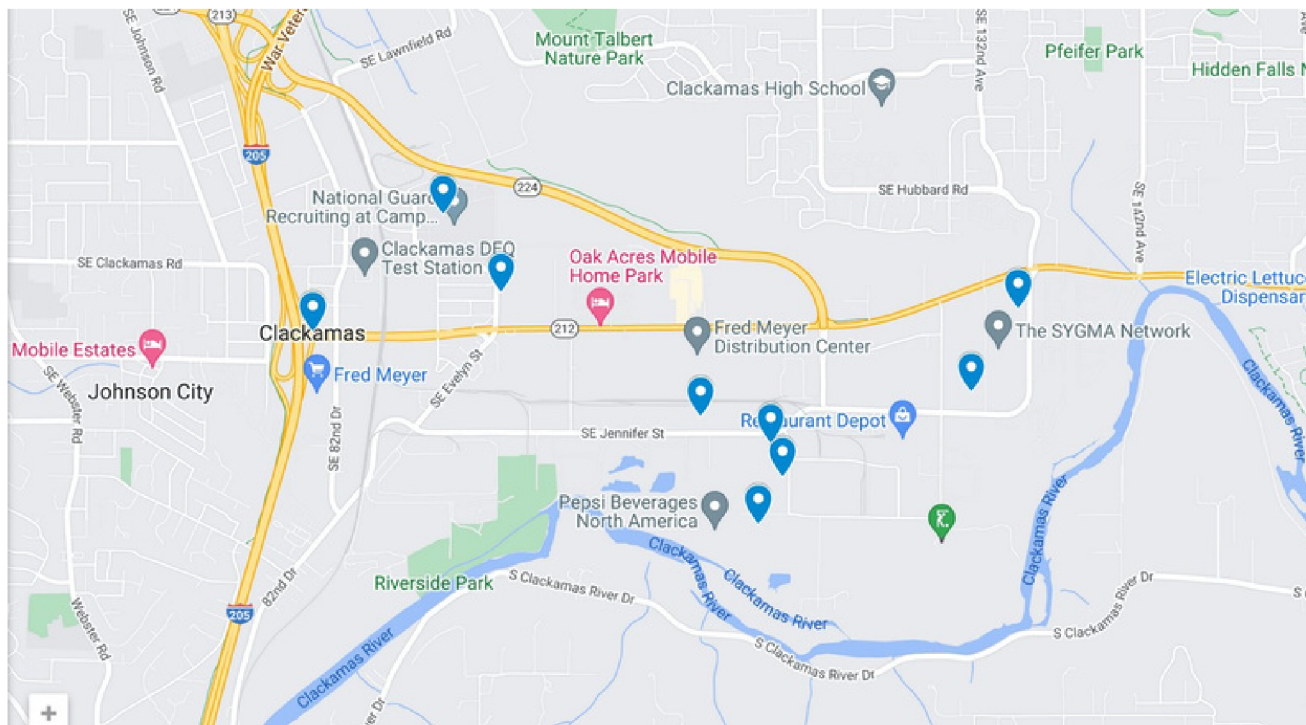 213
213
War Veter
SE Johnson Rd
SE Lawnfield Rd
Mount Talbert
Nature Park
SE 132nd Ave
Ave
Pfeifer Park
Hidden Falls N
Clackamas High School
205
224
National Guard
Recruiting at Camp...
SE Hubbard Rd
SE 142nd Ave
SE Clackamas Rd
Clackamas DEQ
Test Station
Oak Acres Mobile
Home Park
Electric Lettuce
Dispensar
Clackamas
212
Fred Meyer
Distribution Center
The SYGMA Network
Mobile Estates
Johnson City
Fred Meyer
SE Evelyn St
SE Webster Rd
SE 82nd Dr
SE Jennifer St
Restaurant Depot
Clackamas River
Clackamas River
Pepsi Beverages
North America
Clackamas River
Riverside Park
82nd Dr
S Clackamas River Dr
Clackamas River
Clackamas River
Clackamas River
S Clackamas River Dr
S C
205
Webster Rd
Clackamas River
S Clackamas River Dr
+